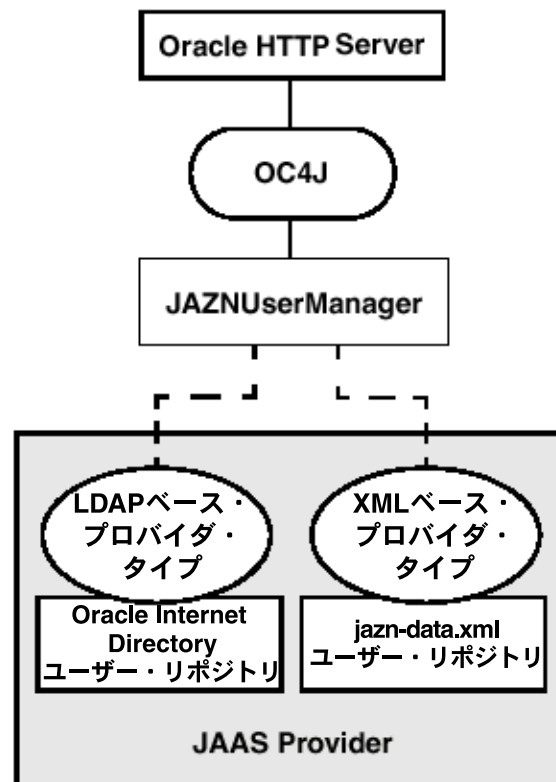 Oracle HTTP Server
OC4J
JAZNUserManager
LDAPベース・
プロバイダ・
タイプ
XMLベース・
プロバイダ・
タイプ
Oracle Internet
Directory
ユーザー・リポジトリ
jazn-data.xml
ユーザー・リポジトリ
JAAS Provider